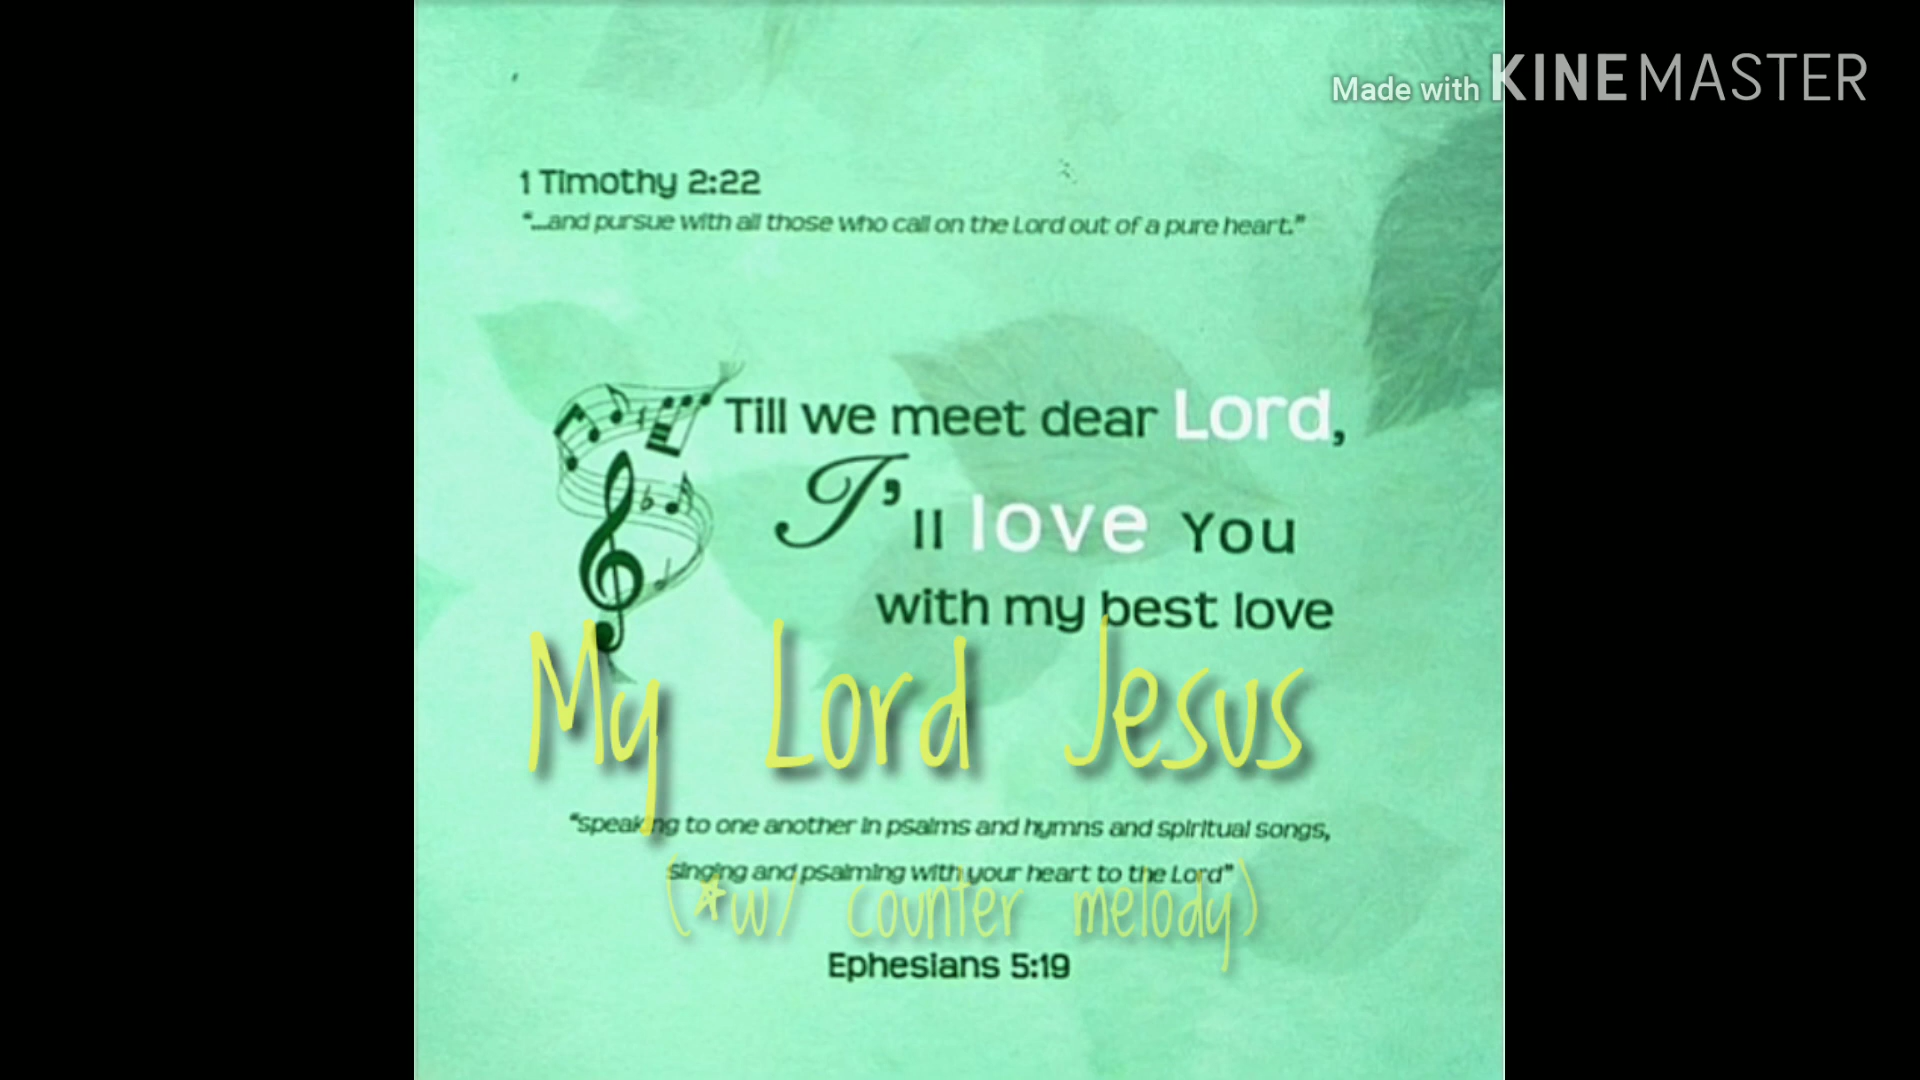 Made with KINEMASTER
1 Timothy 2:22
“...and pursue with all those who call on the Lord out of a pure heart.”
Till we meet dear Lord,
I’ll love You
with my best love
My Lord Jesus
“speaking to one another in psalms and hymns and spiritual songs,
singing and psalming with your heart to the Lord”
(*w/ counter melody)
Ephesians 5:19